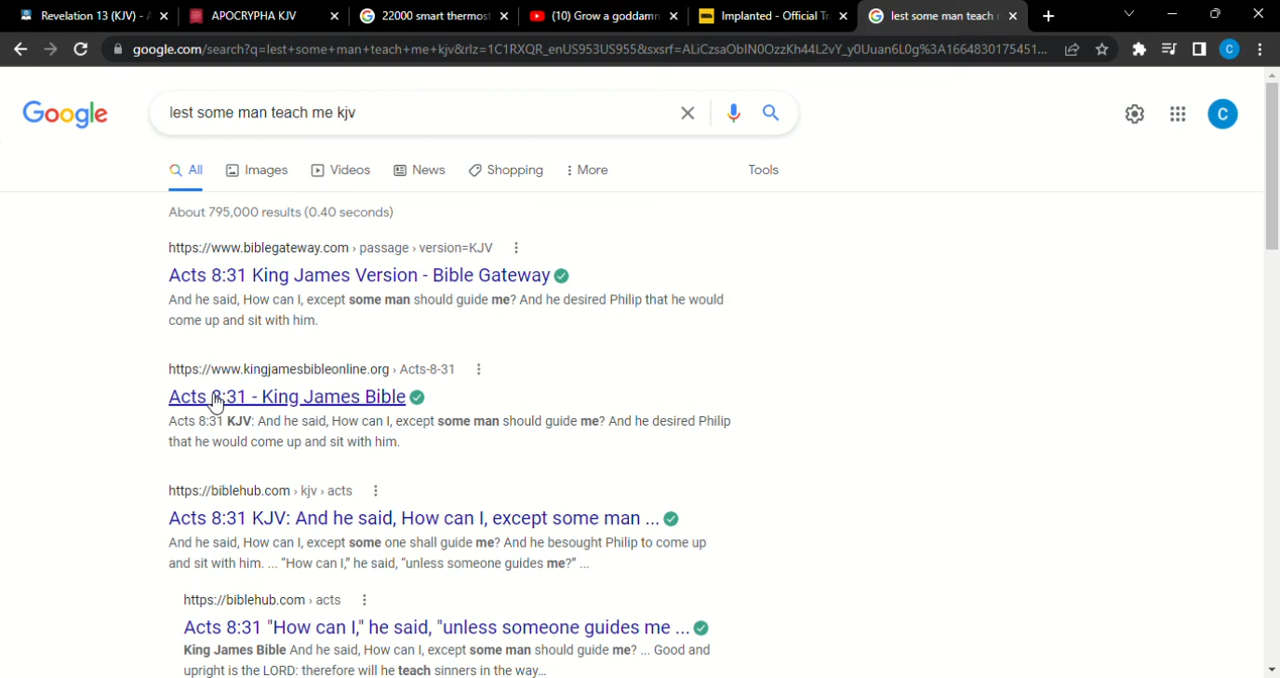 Revelation 13 (KJV) - A
APOCRYPHA KJV
22000 smart thermost
(10) Grow a goddamn
Implanted - Official Tr
lest some man teach m
google.com/search?q=lest+some+man+teach+me+kjv&rlz=1C1RXQR_enUS953US955&sxsrf=ALiCzsaObIN0OzzKh44L2vY_y0Uuan6L0g%3A1664830175451...
C
Google
lest some man teach me kjv
C
All
Images
Videos
News
Shopping
More
Tools
About 795,000 results (0.40 seconds)
https://www.biblegateway.com › passage › version=KJV
Acts 8:31 King James Version - Bible Gateway
And he said, How can I, except some man should guide me? And he desired Philip that he would
come up and sit with him.
https://www.kingjamesbibleonline.org › Acts-8-31
Acts 8:31 - King James Bible
Acts 8:31 KJV: And he said, How can I, except some man should guide me? And he desired Philip
that he would come up and sit with him.
https://biblehub.com › kjv › acts
Acts 8:31 KJV: And he said, How can I, except some man ...
And he said, How can I, except some one shall guide me? And he besought Philip to come up
and sit with him. ... “How can I,” he said, “unless someone guides me?” ...
https://biblehub.com › acts
Acts 8:31 "How can I," he said, "unless someone guides me ...
King James Bible And he said, How can I, except some man should guide me? ... Good and
upright is the LORD: therefore will he teach sinners in the way...